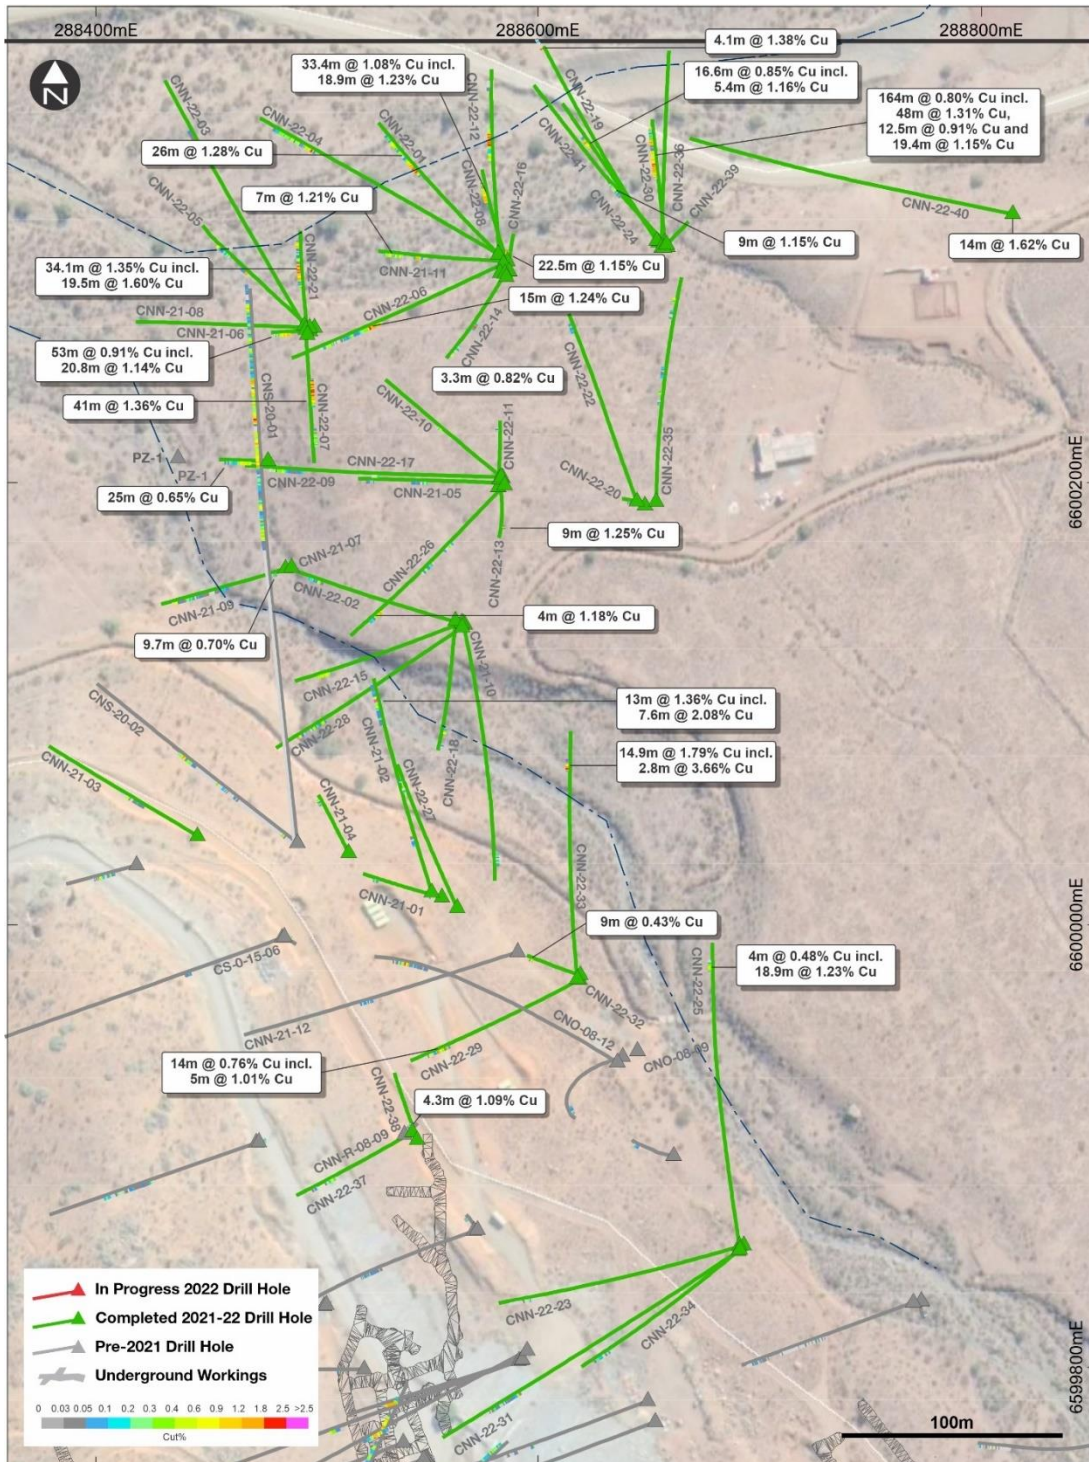 288400mE
288600mE
288800mE
4.1m @ 1.38% Cu
33.4m @ 1.08% Cu incl.
18.9m @ 1.23% Cu
16.6m @ 0.85% Cu incl.
5.4m @ 1.16% Cu
164m @ 0.80% Cu incl.
48m @ 1.31% Cu,
12.5m @ 0.91% Cu and
19.4m @ 1.15% Cu
N
CNN-22-03
CNN-22-04
CNN-22-01
CNN-22-12
CNN-22-19
CNN-22-41
CNN-22-30
CNN-22-36
CNN-22-39
26m @ 1.28% Cu
CNN-22-08
CNN-22-16
CNN-22-24
CNN-22-40
7m @ 1.21% Cu
CNN-22-05
9m @ 1.15% Cu
14m @ 1.62% Cu
34.1m @ 1.35% Cu incl.
19.5m @ 1.60% Cu
CNN-22-21
CNN-21-11
22.5m @ 1.15% Cu
CNN-22-06
15m @ 1.24% Cu
CNN-21-08
CNN-21-06
CNN-22-14
53m @ 0.91% Cu incl.
20.8m @ 1.14% Cu
3.3m @ 0.82% Cu
CNN-22-22
CNN-22-35
41m @ 1.36% Cu
CNS-20-01
CNN-22-07
CNN-22-10
CNN-22-11
PZ-1
PZ-1
CNN-22-17
CNN-22-09
CNN-21-05
CNN-22-20
6600200mE
25m @ 0.65% Cu
9m @ 1.25% Cu
CNN-21-07
CNN-22-26
CNN-22-13
CNN-21-09
CNN-22-02
4m @ 1.18% Cu
9.7m @ 0.70% Cu
CNN-21-10
CNN-22-15
CNS-20-02
13m @ 1.36% Cu incl.
7.6m @ 2.08% Cu
CNN-22-28
CNN-21-02
CNN-22-18
CNN-21-03
14.9m @ 1.79% Cu incl.
2.8m @ 3.66% Cu
CNN-22-27
CNN-21-04
CNN-22-33
CNN-21-01
9m @ 0.43% Cu
6600000mE
CS-0-15-06
4m @ 0.48% Cu incl.
18.9m @ 1.23% Cu
CNN-22-25
CNN-22-32
CNN-21-12
CNO-08-12
CNN-22-29
CNO-08-09
14m @ 0.76% Cu incl.
5m @ 1.01% Cu
CNN-22-38
4.3m @ 1.09% Cu
CNN-R-08-09
CNN-22-37
In Progress 2022 Drill Hole
Completed 2021-22 Drill Hole
Pre-2021 Drill Hole
Underground Workings
0 0.03 0.05 0.1 0.2 0.3 0.4 0.6 0.9 1.2 1.8 2.5 >2.5
Cut%
CNN-22-23
CNN-22-34
CNN-22-31
6599800mE
100m